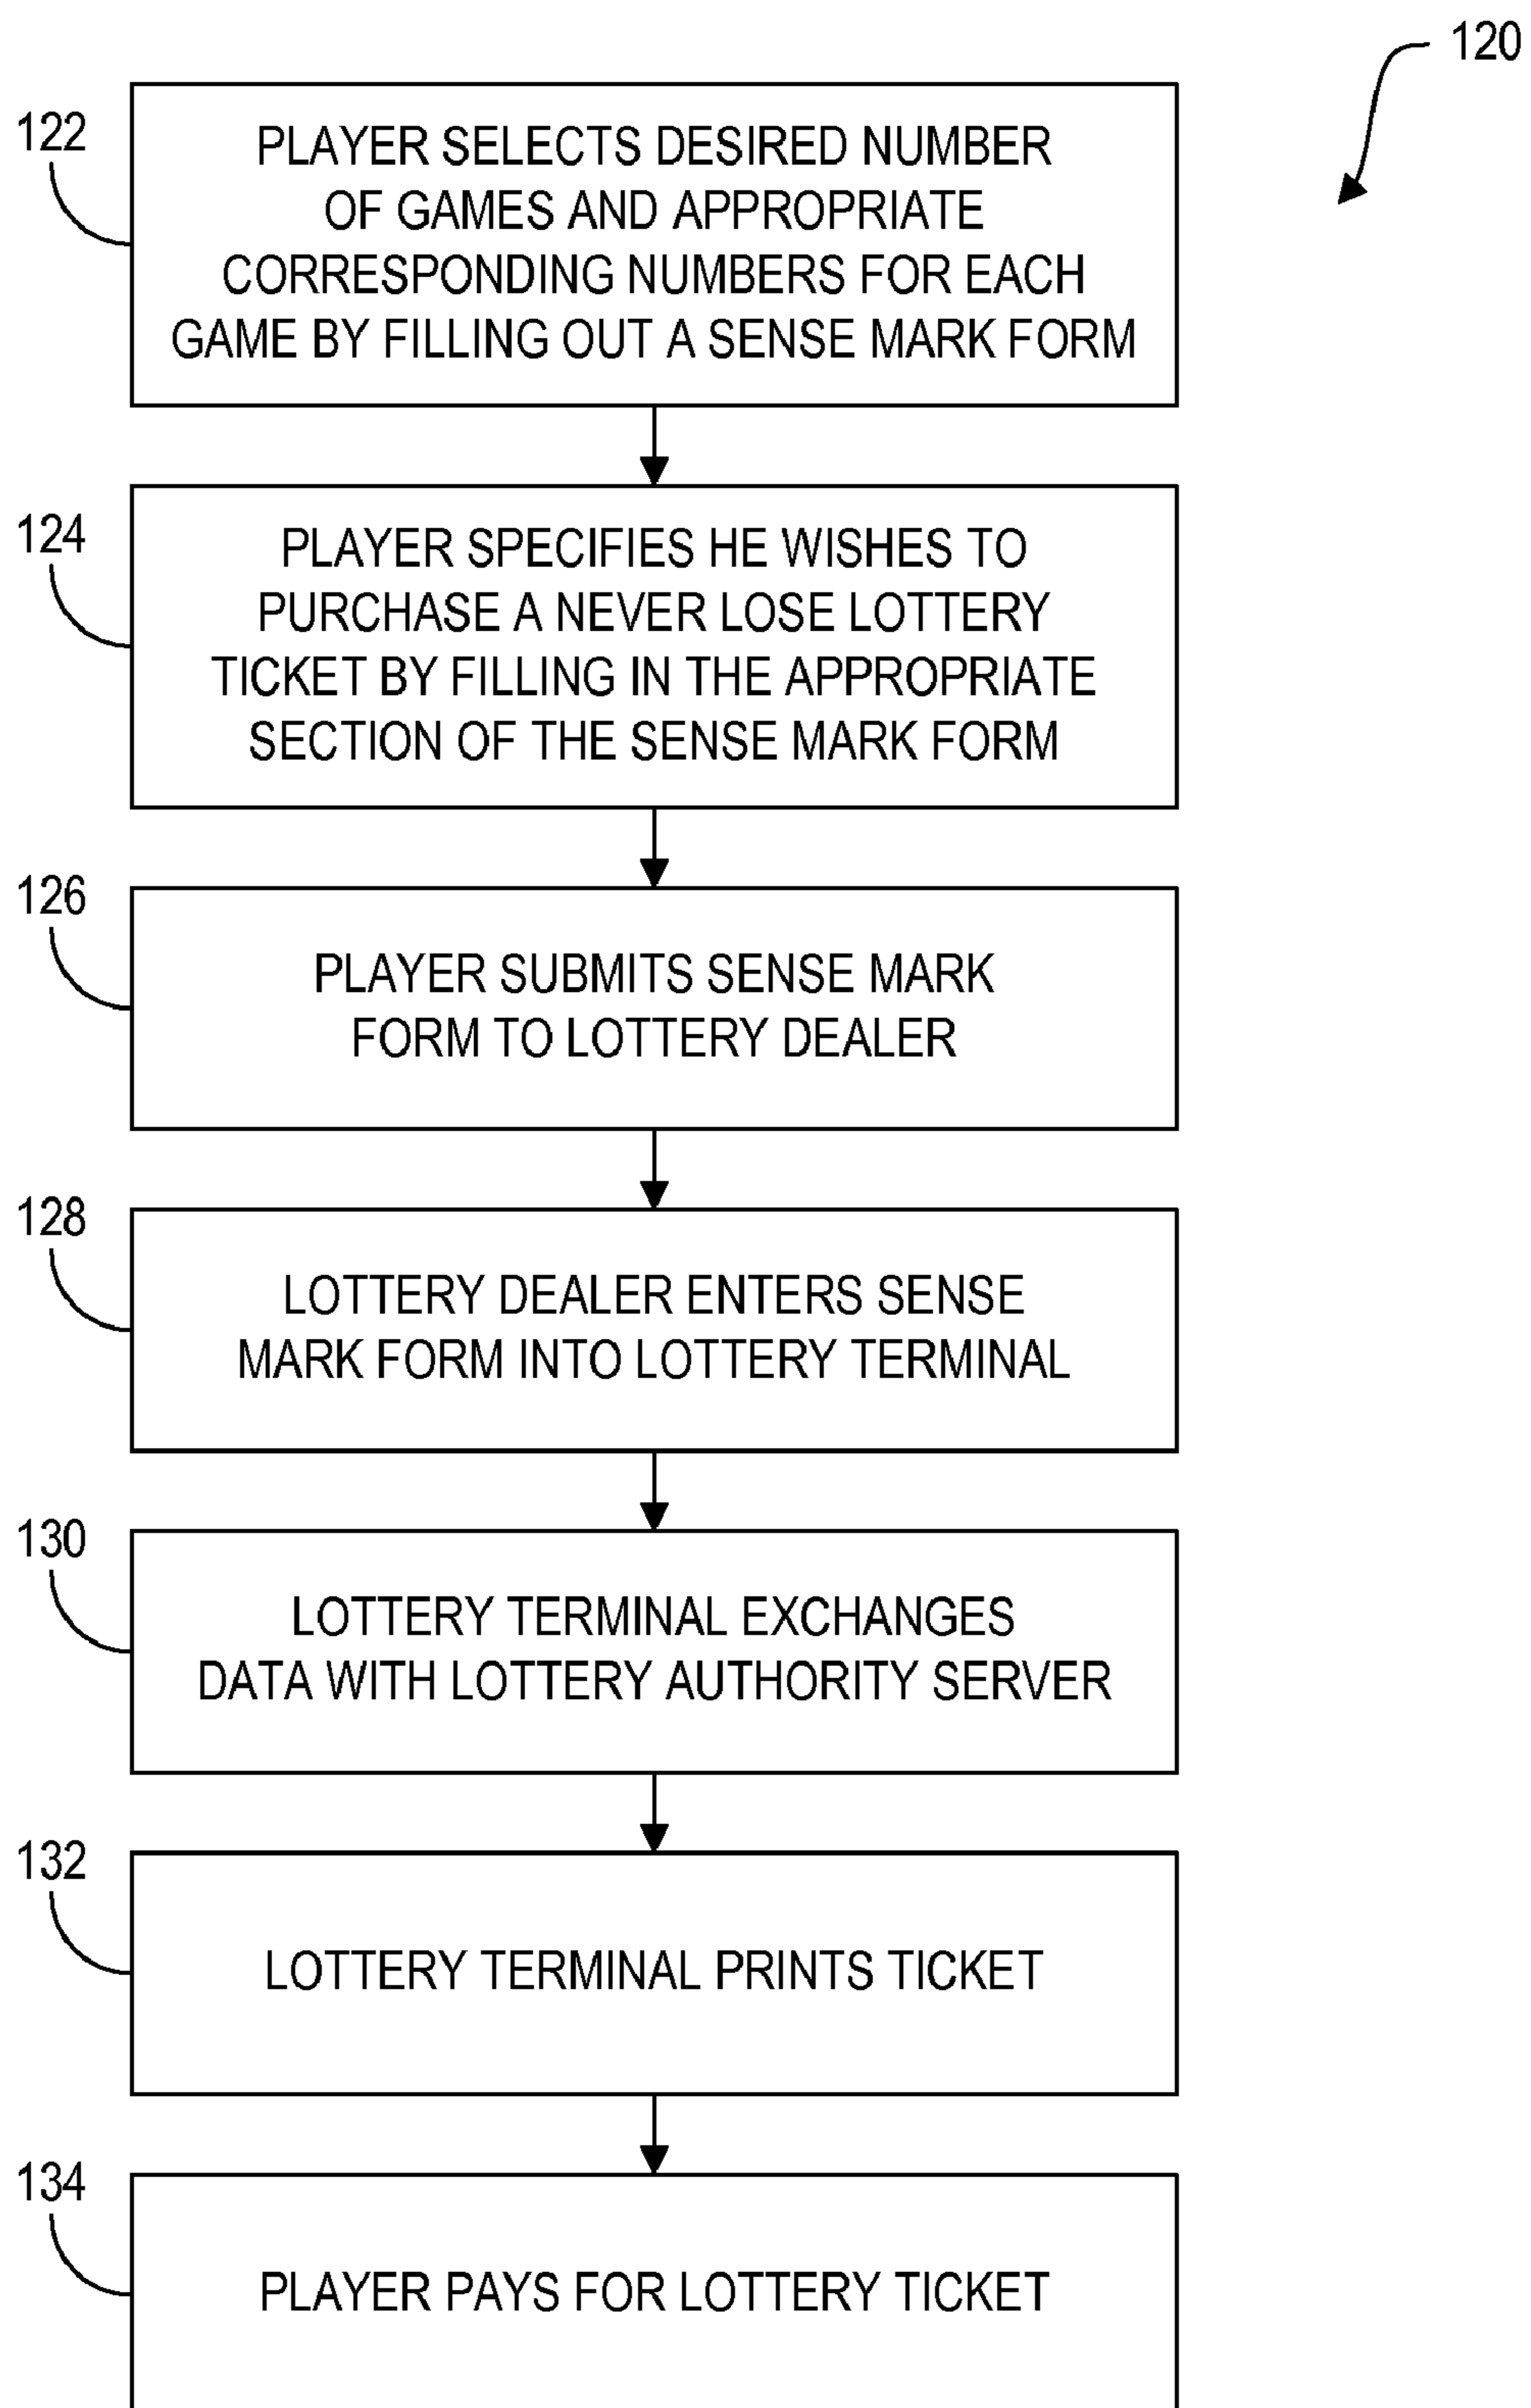 120
122
PLAYER SELECTS DESIRED NUMBER
OF GAMES AND APPROPRIATE
CORRESPONDING NUMBERS FOR EACH
GAME BY FILLING OUT A SENSE MARK FORM
124
PLAYER SPECIFIES HE WISHES TO
PURCHASE A NEVER LOSE LOTTERY
TICKET BY FILLING IN THE APPROPRIATE
SECTION OF THE SENSE MARK FORM
126
PLAYER SUBMITS SENSE MARK
FORM TO LOTTERY DEALER
128
LOTTERY DEALER ENTERS SENSE
MARK FORM INTO LOTTERY TERMINAL
130
LOTTERY TERMINAL EXCHANGES
DATA WITH LOTTERY AUTHORITY SERVER
132
LOTTERY TERMINAL PRINTS TICKET
134
PLAYER PAYS FOR LOTTERY TICKET